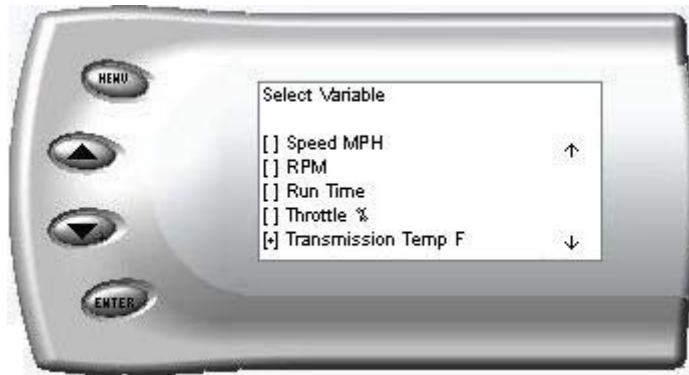 MENU
Select Variable
[ ] Speed MPH
[ ] RPM
[ ] Run Time
[ ] Throttle %
[+] Transmission Temp F
ENTER